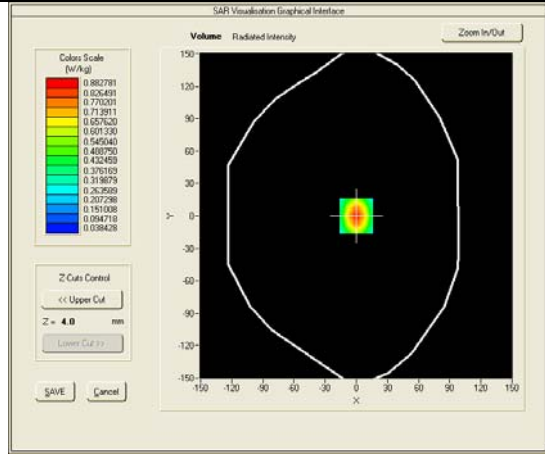 SAR Visualisation Graphical Interface
Volume Radiated Intensity
Zoom In/Out
Colors Scale
(W/kg)
0.882781
0.826491
0.770201
0.713911
0.657620
0.601330
0.545040
0.488750
0.432459
0.376169
0.319879
0.263589
0.207298
0.151008
0.094718
0.038428
150-
120-
90-
60-
30-
0-
-30-
-60-
-90-
-120-
-150-
Y
-150 -120 -90 -60 -30 0 30 60 90 120 150
X
Z Cuts Control
<< Upper Cut
Z = 4.0 mm
Lower Cut >>
SAVE Cancel